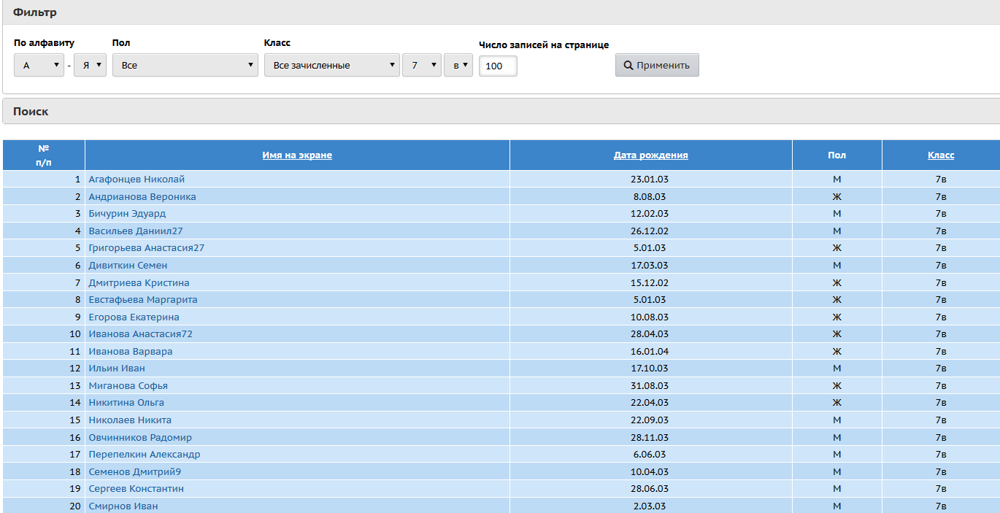 Фильтр
По алфавиту Пол Класс Число записей на странице
А - Я Все Все зачисленные 7 в 100 Применить
Поиск
№ п/п Имя на экране Дата рождения Пол Класс
1 Агафонцев Николай 23.01.03 М 7в
2 Андрианова Вероника 8.08.03 Ж 7в
3 Бичурин Эдуард 12.02.03 М 7в
4 Васильев Даниил27 26.12.02 М 7в
5 Григорьева Анастасия27 5.01.03 Ж 7в
6 Дивиткин Семен 17.03.03 М 7в
7 Дмитриева Кристина 15.12.02 Ж 7в
8 Евстафьева Маргарита 5.01.03 Ж 7в
9 Егорова Екатерина 10.08.03 Ж 7в
10 Иванова Анастасия72 28.04.03 Ж 7в
11 Иванова Варвара 16.01.04 Ж 7в
12 Ильин Иван 17.10.03 М 7в
13 Миганова Софья 31.08.03 Ж 7в
14 Никитина Ольга 22.04.03 Ж 7в
15 Николаев Никита 22.09.03 М 7в
16 Овчинников Радомир 28.11.03 М 7в
17 Перепелкин Александр 6.06.03 М 7в
18 Семенов Дмитрий9 10.04.03 М 7в
19 Сергеев Константин 28.06.03 М 7в
20 Смирнов Иван 2.03.03 М 7в